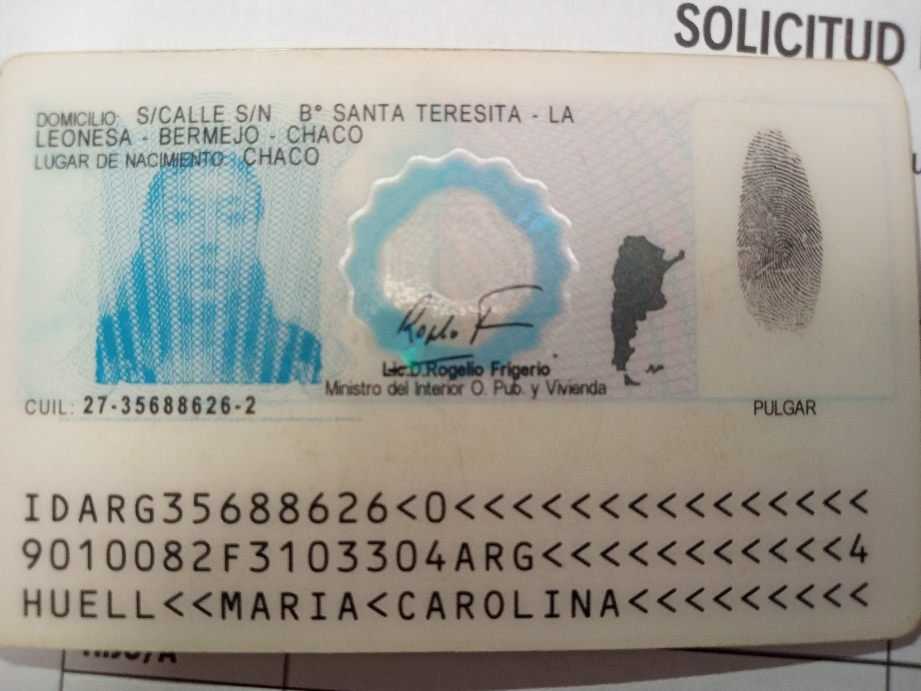 SOLICITUD
DOMICILIO: S/CALLE S/N B° SANTA TERESITA - LA
LEONESA - BERMEJO - CHACO
LUGAR DE NACIMIENTO: CHACO
Lic.D.Rogelio Frigerio
Ministro del Interior O. Pub. y Vivienda
CUIL: 27-35688626-2
PULGAR
IDARG35688626<0<<<<<<<<<<<<<<<
9010082F3103304ARG<<<<<<<<<<<4
HUELL<<MARIA<CAROLINA<<<<<<<<<
HIJO/A